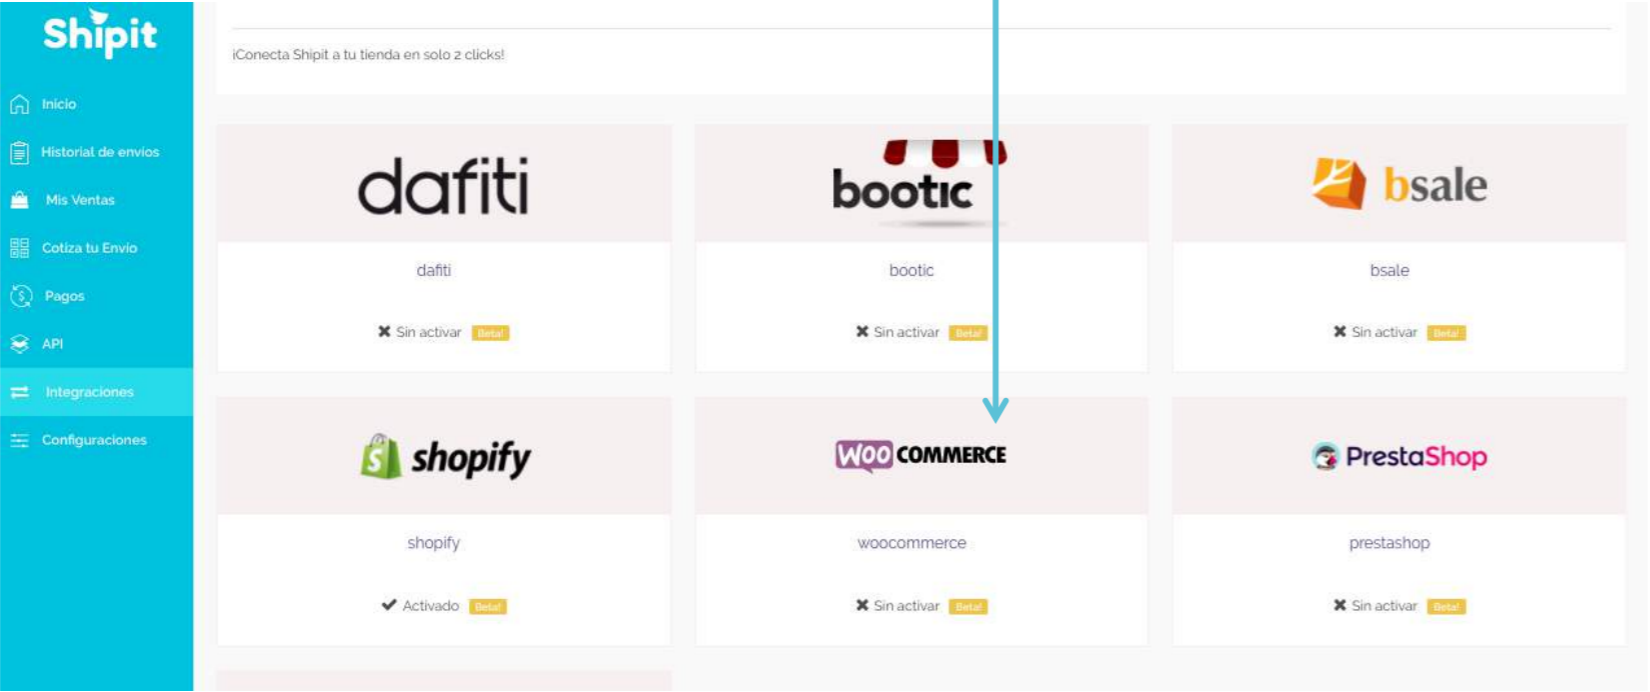 Shipit
¡Conecta Shipit a tu tienda en solo 2 clicks!
Inicio
Historial de envíos
Mis Ventas
Cotiza tu Envío
Pagos
API
Integraciones
Configuraciones
dafiti
bootic
bsale
dafiti
bootic
bsale
Sin activar Beta!
Sin activar Beta!
Sin activar Beta!
shopify
WOO COMMERCE
PrestaShop
shopify
woocommerce
prestashop
Activado Beta!
Sin activar Beta!
Sin activar Beta!